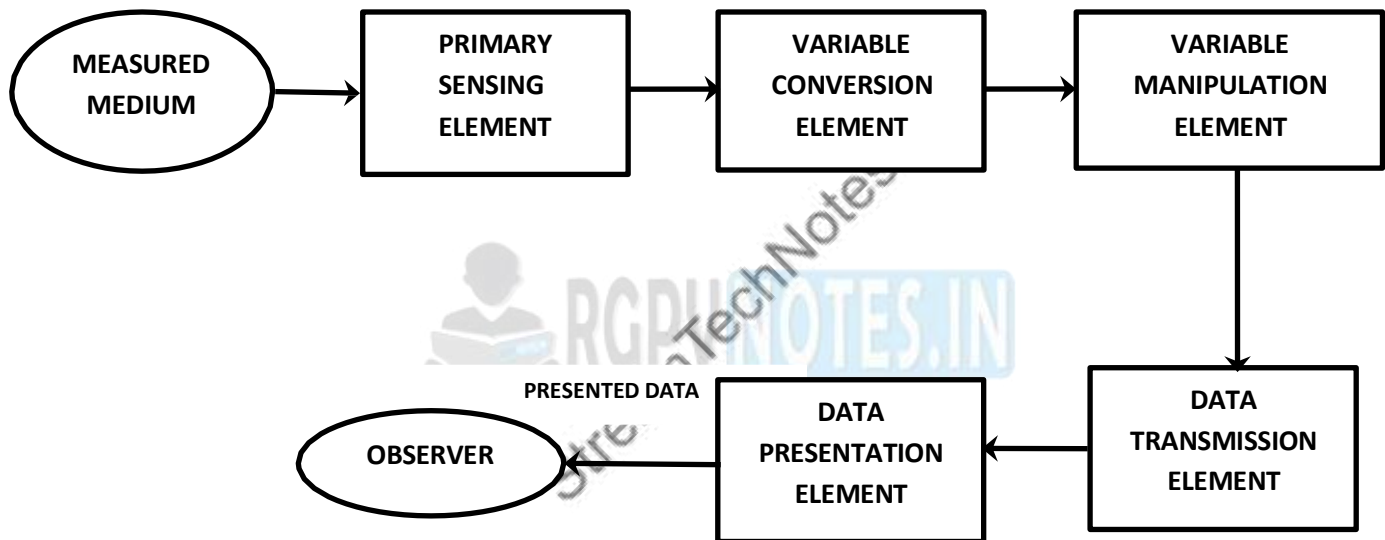 MEASURED
MEDIUM
PRIMARY
SENSING
ELEMENT
VARIABLE
CONVERSION
ELEMENT
VARIABLE
MANIPULATION
ELEMENT
RGPVNOTES.IN
PRESENTED DATA
OBSERVER
DATA
PRESENTATION
ELEMENT
DATA
TRANSMISSION
ELEMENT